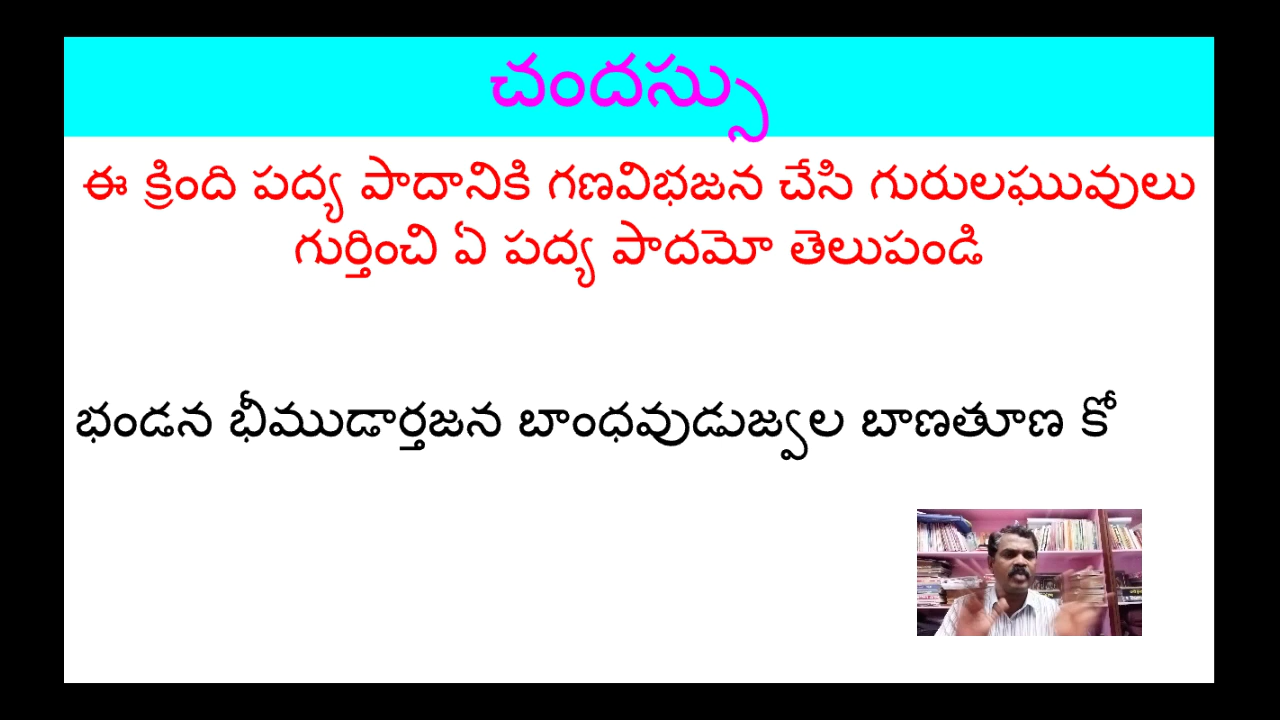 చందస్సు
ఈ క్రింది పద్య పాదానికి గణవిభజన చేసి గురులఘువులు
గుర్తించి ఏ పద్య పాదమో తెలుపండి
భండన భీముడార్తజన బాంధవుడుజ్వల బాణతూణ కో